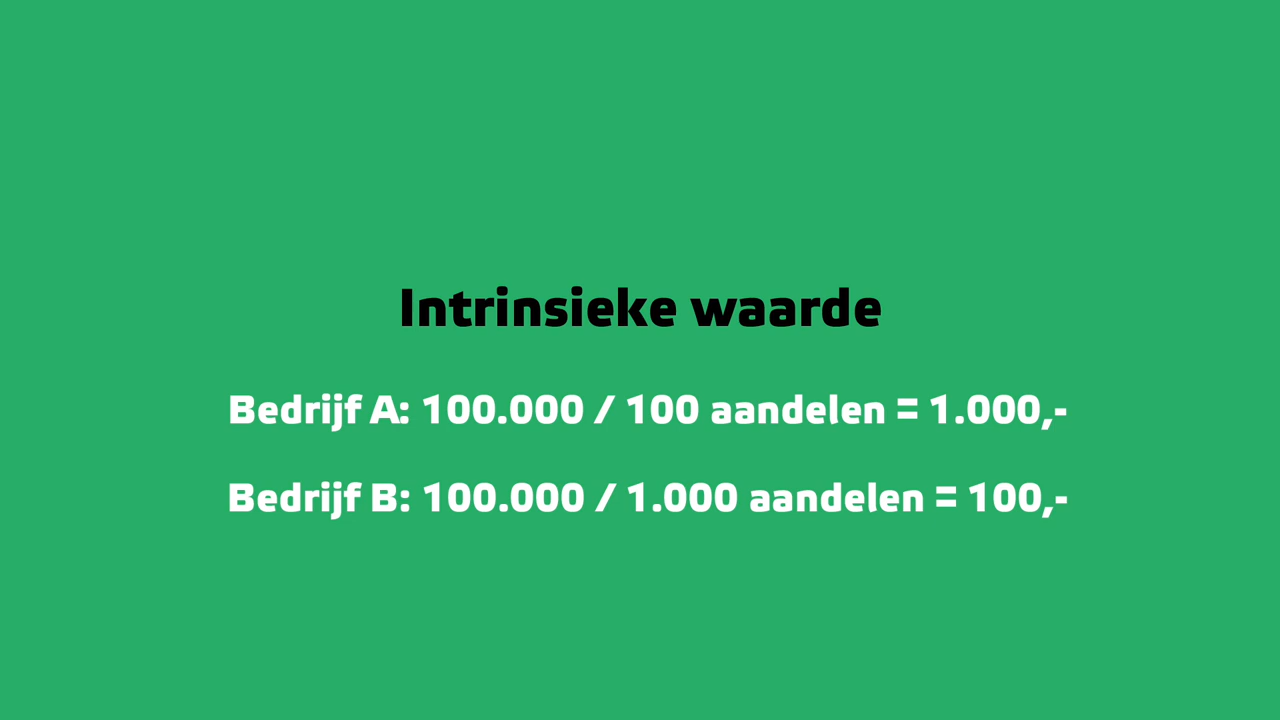 Intrinsieke waarde
Bedrijf A: 100.000 / 100 aandelen = 1.000,-
Bedrijf B: 100.000 / 1.000 aandelen = 100,-